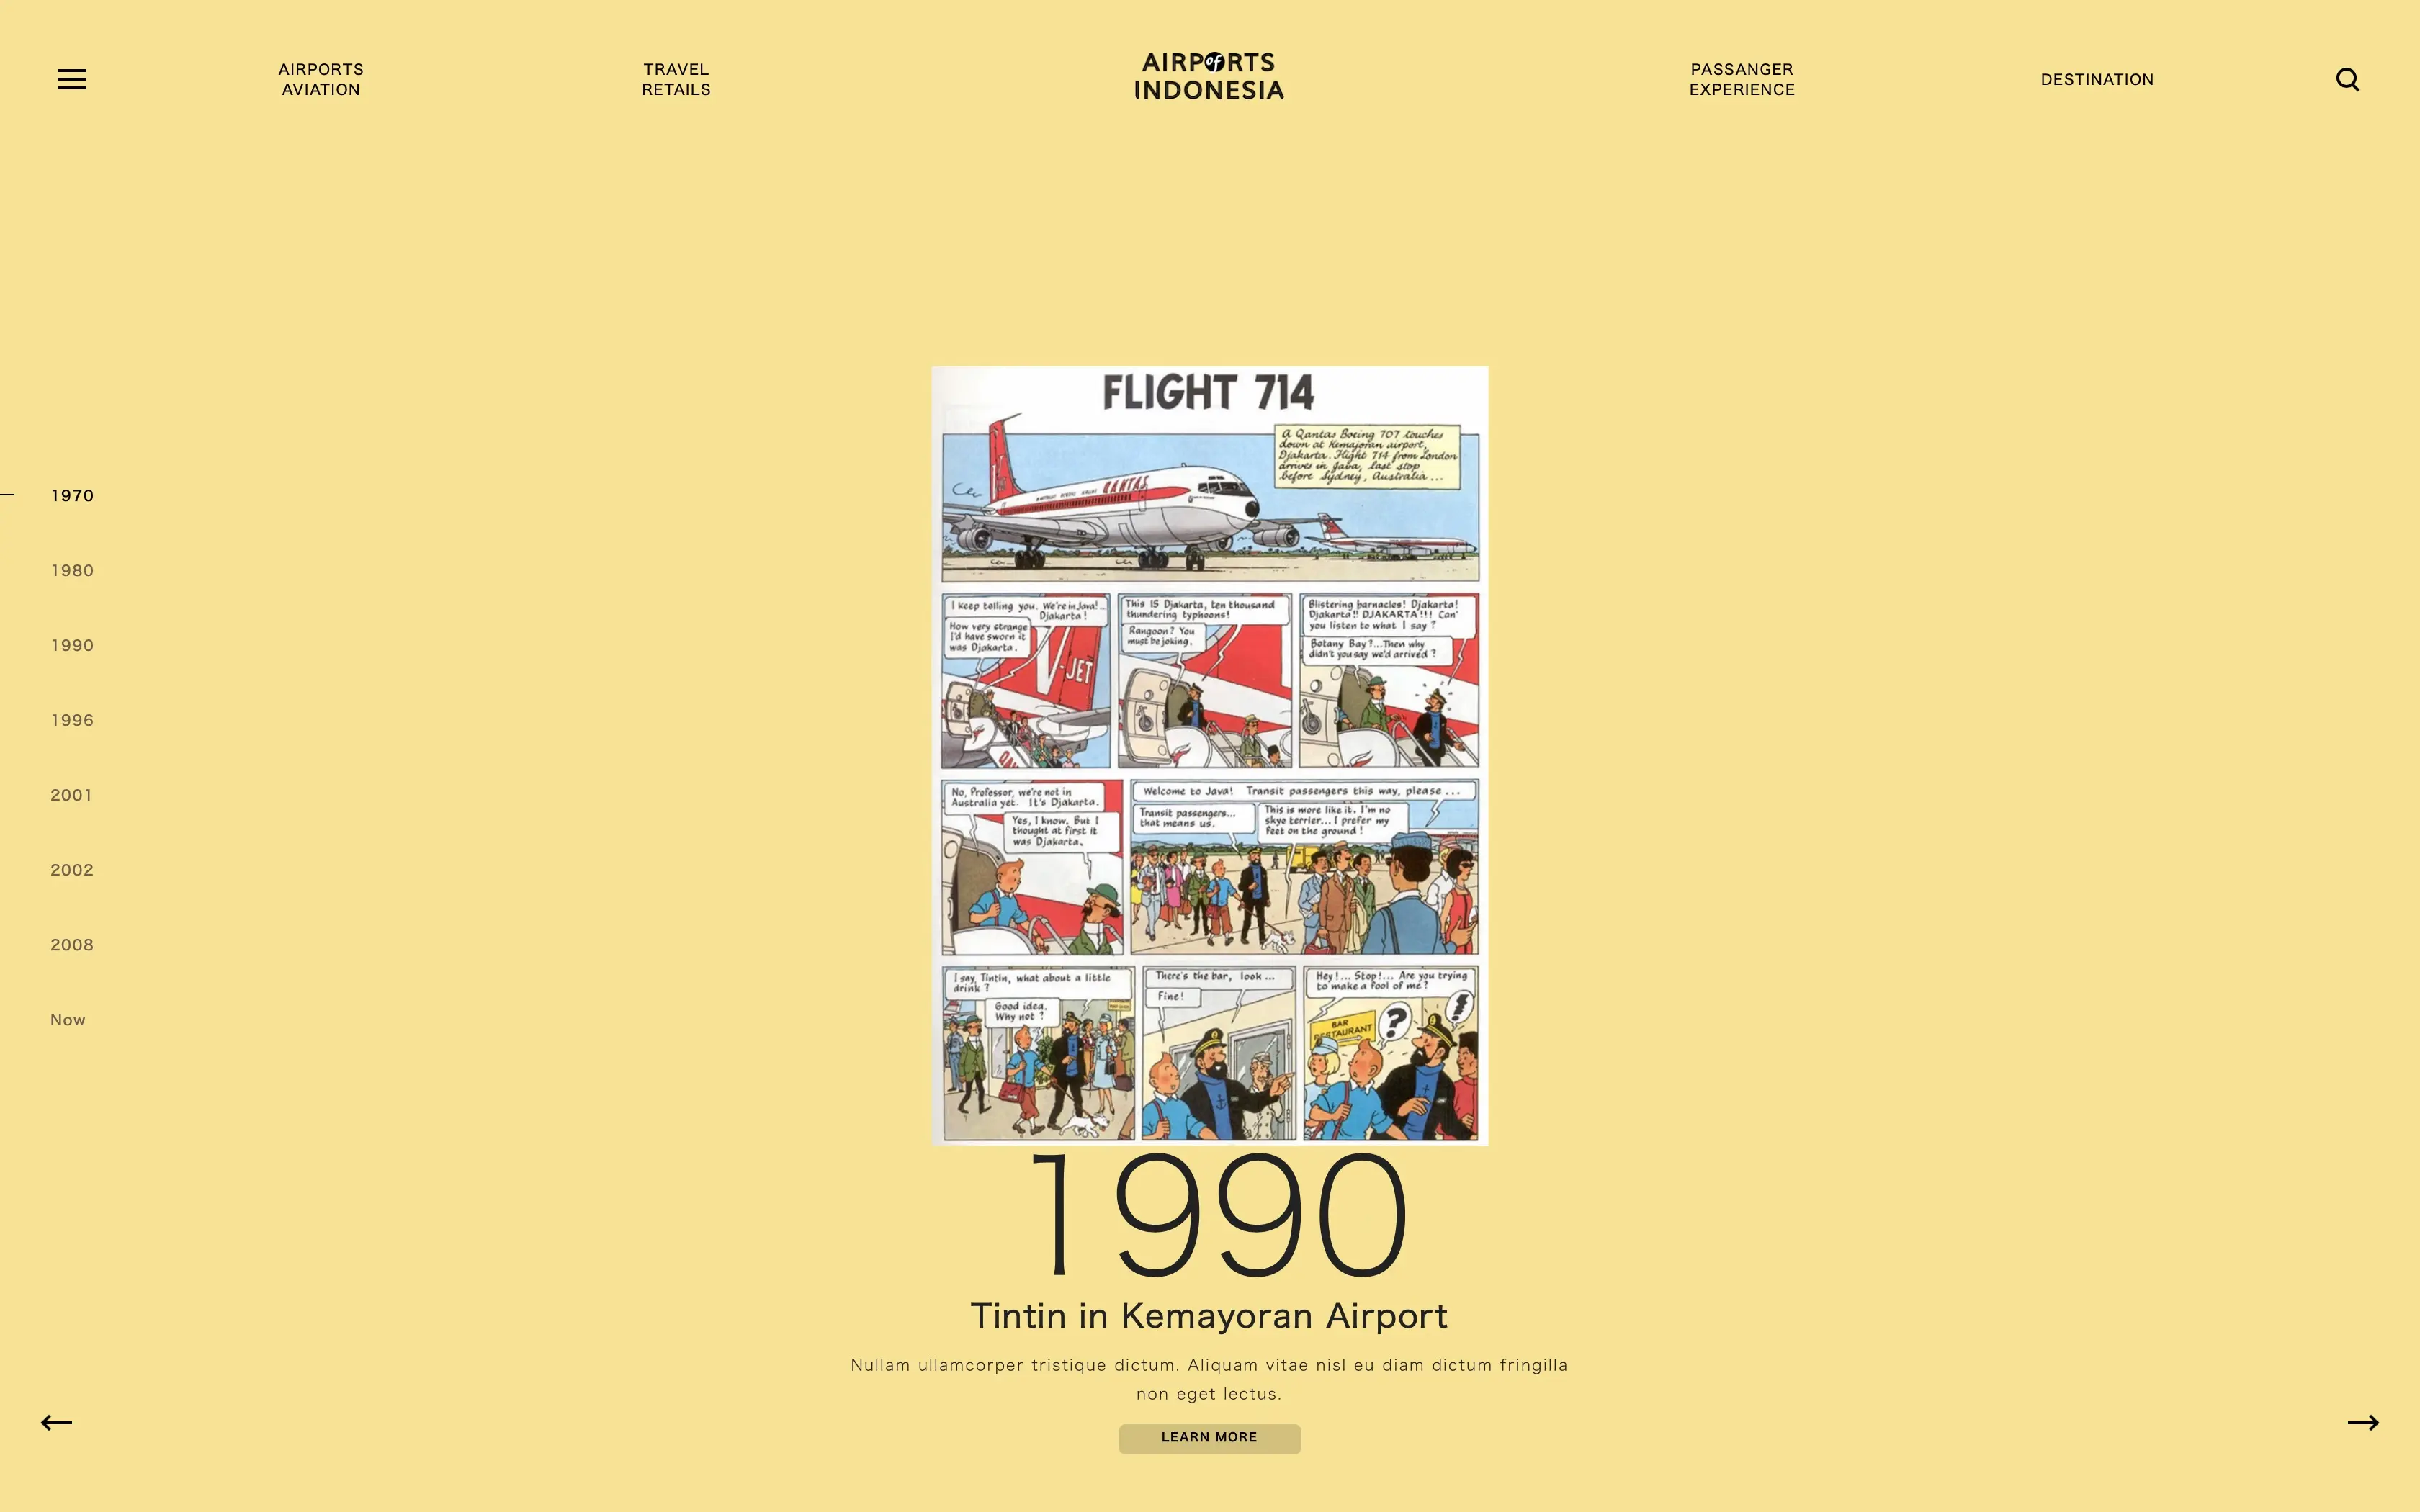 AIRPORTS
AVIATION
TRAVEL
RETAILS
AIRPORTS
of
INDONESIA
PASSANGER
EXPERIENCE
DESTINATION
1970
1980
1990
1996
2001
2002
2008
Now
FLIGHT 714
A Qantas Boeing 707 touches
down at Kemajoran airport,
Djakarta. Flight 714 from London
arrives in Java, last stop
before Sydney, Australia ...
QANTAS
I keep telling you. We're in Java!...
Djakarta!
How very strange
I'd have sworn it
was Djakarta.
V-JET
This IS Djakarta, ten thousand
thundering typhoons!
Rangoon? You
must be joking.
Blistering barnacles! Djakarta!
Djakarta!! DJAKARTA!!! Can'
you listen to what I say?
Botany Bay?...Then why
didn't you say we'd arrived?
No, Professor, we're not in
Australia yet. It's Djakarta.
Yes, I know. But I
thought at first it
was Djakarta.
Welcome to Java! Transit passengers this way, please ...
Transit passengers...
that means us.
This is more like it. I'm no
skye terrier... I prefer my
feet on the ground!
I say, Tintin, what about a little
drink?
Good idea.
Why not?
There's the bar, look ...
Fine!
Hey!... Stop!... Are you trying
to make a fool of me?
BAR
RESTAURANT
?
!
1990
Tintin in Kemayoran Airport
Nullam ullamcorper tristique dictum. Aliquam vitae nisl eu diam dictum fringilla
non eget lectus.
LEARN MORE